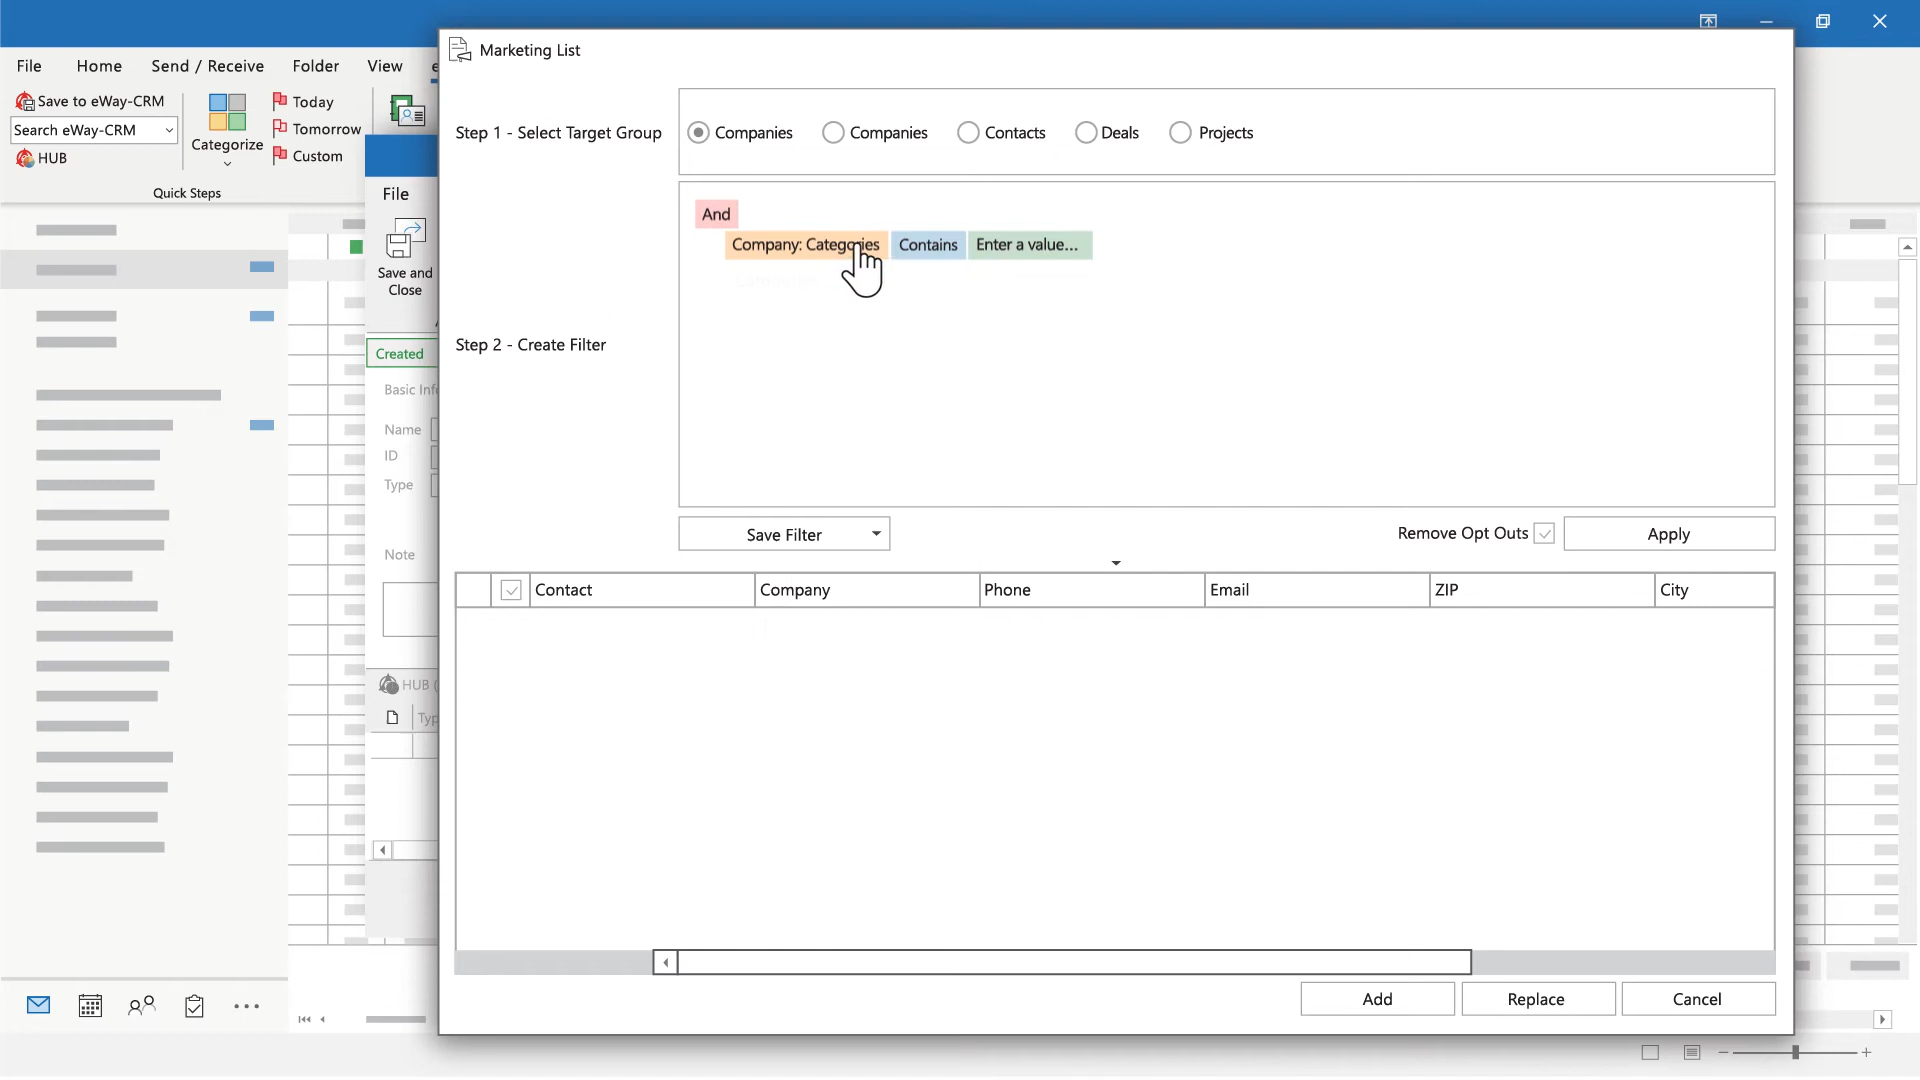 Marketing List
File Home Send / Receive Folder View
Save to eWay-CRM
Search eWay-CRM
HUB
Categorize
Today
Tomorrow
Custom
Quick Steps
File
Save and
Close
Created
Basic Inf
Name
ID
Type
Note
HUB (
Typ
Step 1 - Select Target Group
Companies Companies Contacts Deals Projects
And
Company: Categories Contains Enter a value...
Step 2 - Create Filter
Save Filter
Remove Opt Outs
Apply
Contact Company Phone Email ZIP City
Add Replace Cancel